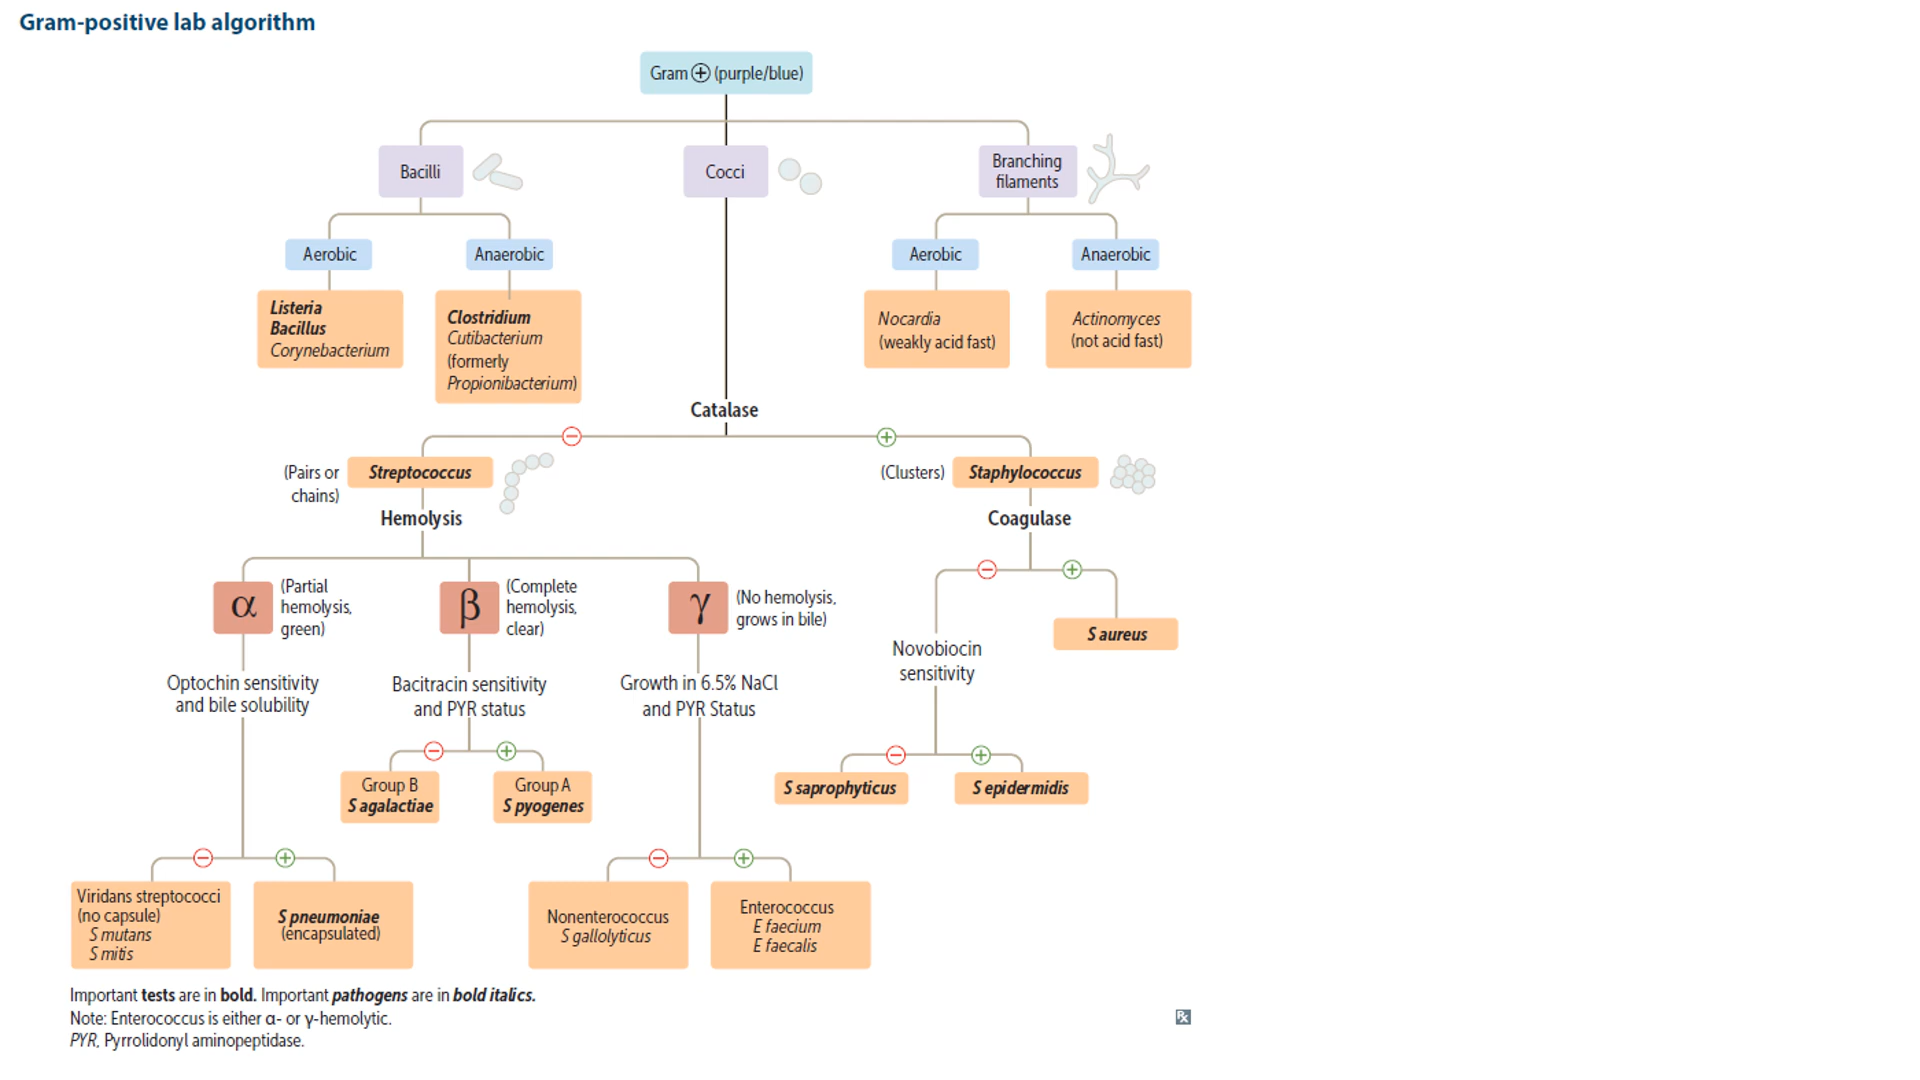 Gram-positive lab algorithm
Gram ⊕ (purple/blue)
Bacilli
Cocci
Branching
filaments
Aerobic
Anaerobic
Aerobic
Anaerobic
Listeria
Bacillus
Corynebacterium
Clostridium
Cutibacterium
(formerly
Propionibacterium)
Nocardia
(weakly acid fast)
Actinomyces
(not acid fast)
Catalase
−
+
(Pairs or
chains)
Streptococcus
(Clusters)
Staphylococcus
Hemolysis
Coagulase
−
+
α
(Partial
hemolysis,
green)
β
(Complete
hemolysis,
clear)
γ
(No hemolysis,
grows in bile)
S aureus
Novobiocin
sensitivity
Optochin sensitivity
and bile solubility
Bacitracin sensitivity
and PYR status
Growth in 6.5% NaCl
and PYR Status
−
+
−
+
Group B
S agalactiae
Group A
S pyogenes
S saprophyticus
S epidermidis
−
+
−
+
Viridans streptococci
(no capsule)
S mutans
S mitis
S pneumoniae
(encapsulated)
Nonenterococcus
S gallolyticus
Enterococcus
E faecium
E faecalis
Important tests are in bold. Important pathogens are in bold italics.
Note: Enterococcus is either α- or γ-hemolytic.
PYR, Pyrrolidonyl aminopeptidase.
Rx